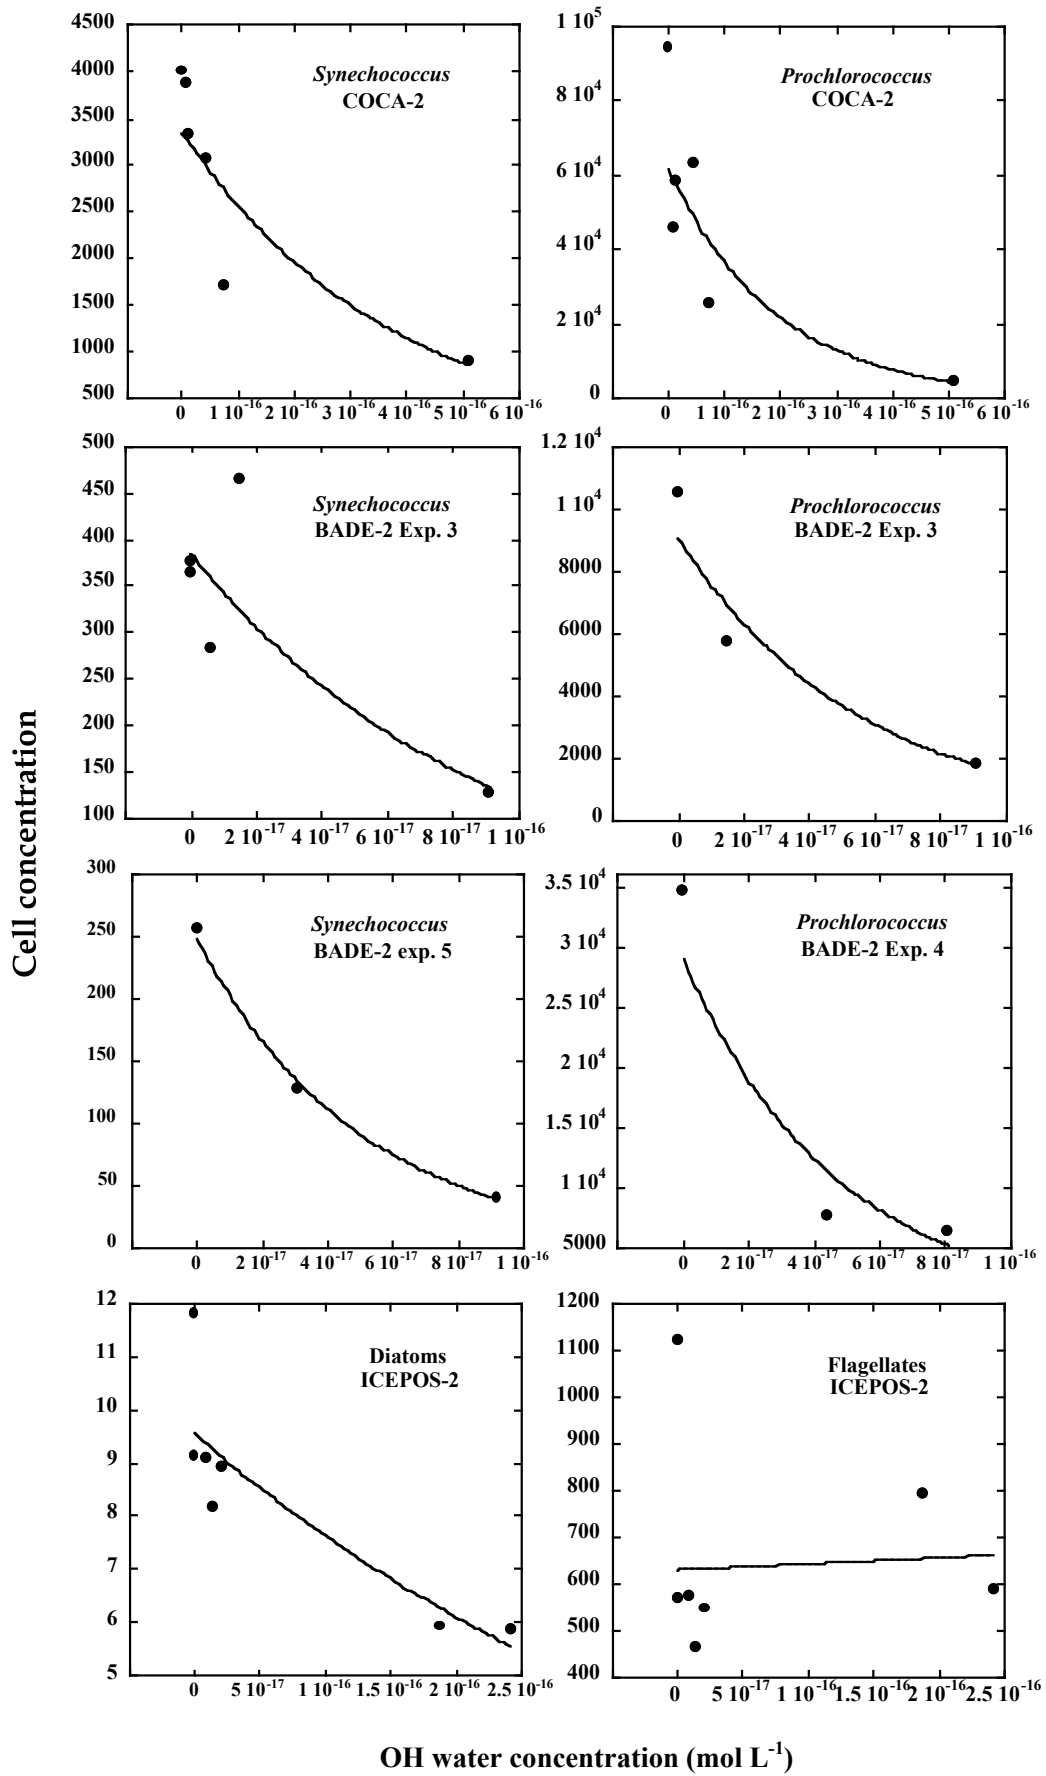 4500
4000
3500
3000
2500
2000
1500
1000
500
Synechococcus
COCA-2
0 1 10⁻¹⁶ 2 10⁻¹⁶ 3 10⁻¹⁶ 4 10⁻¹⁶ 5 10⁻¹⁶ 6 10⁻¹⁶
1 10⁵
8 10⁴
6 10⁴
4 10⁴
2 10⁴
0
Prochlorococcus
COCA-2
0 1 10⁻¹⁶ 2 10⁻¹⁶ 3 10⁻¹⁶ 4 10⁻¹⁶ 5 10⁻¹⁶ 6 10⁻¹⁶
500
450
400
350
300
250
200
150
100
Synechococcus
BADE-2 Exp. 3
0 2 10⁻¹⁷ 4 10⁻¹⁷ 6 10⁻¹⁷ 8 10⁻¹⁷ 1 10⁻¹⁶
1.2 10⁴
1 10⁴
8000
6000
4000
2000
0
Prochlorococcus
BADE-2 Exp. 3
0 2 10⁻¹⁷ 4 10⁻¹⁷ 6 10⁻¹⁷ 8 10⁻¹⁷ 1 10⁻¹⁶
Cell concentration
300
250
200
150
100
50
0
Synechococcus
BADE-2 exp. 5
0 2 10⁻¹⁷ 4 10⁻¹⁷ 6 10⁻¹⁷ 8 10⁻¹⁷ 1 10⁻¹⁶
3.5 10⁴
3 10⁴
2.5 10⁴
2 10⁴
1.5 10⁴
1 10⁴
5000
Prochlorococcus
BADE-2 Exp. 4
0 2 10⁻¹⁷ 4 10⁻¹⁷ 6 10⁻¹⁷ 8 10⁻¹⁷ 1 10⁻¹⁶
12
11
10
9
8
7
6
5
Diatoms
ICEPOS-2
0 5 10⁻¹⁷ 1 10⁻¹⁶ 1.5 10⁻¹⁶ 2 10⁻¹⁶ 2.5 10⁻¹⁶
1200
1100
1000
900
800
700
600
500
400
Flagellates
ICEPOS-2
0 5 10⁻¹⁷ 1 10⁻¹⁶ 1.5 10⁻¹⁶ 2 10⁻¹⁶ 2.5 10⁻¹⁶
OH water concentration (mol L⁻¹)